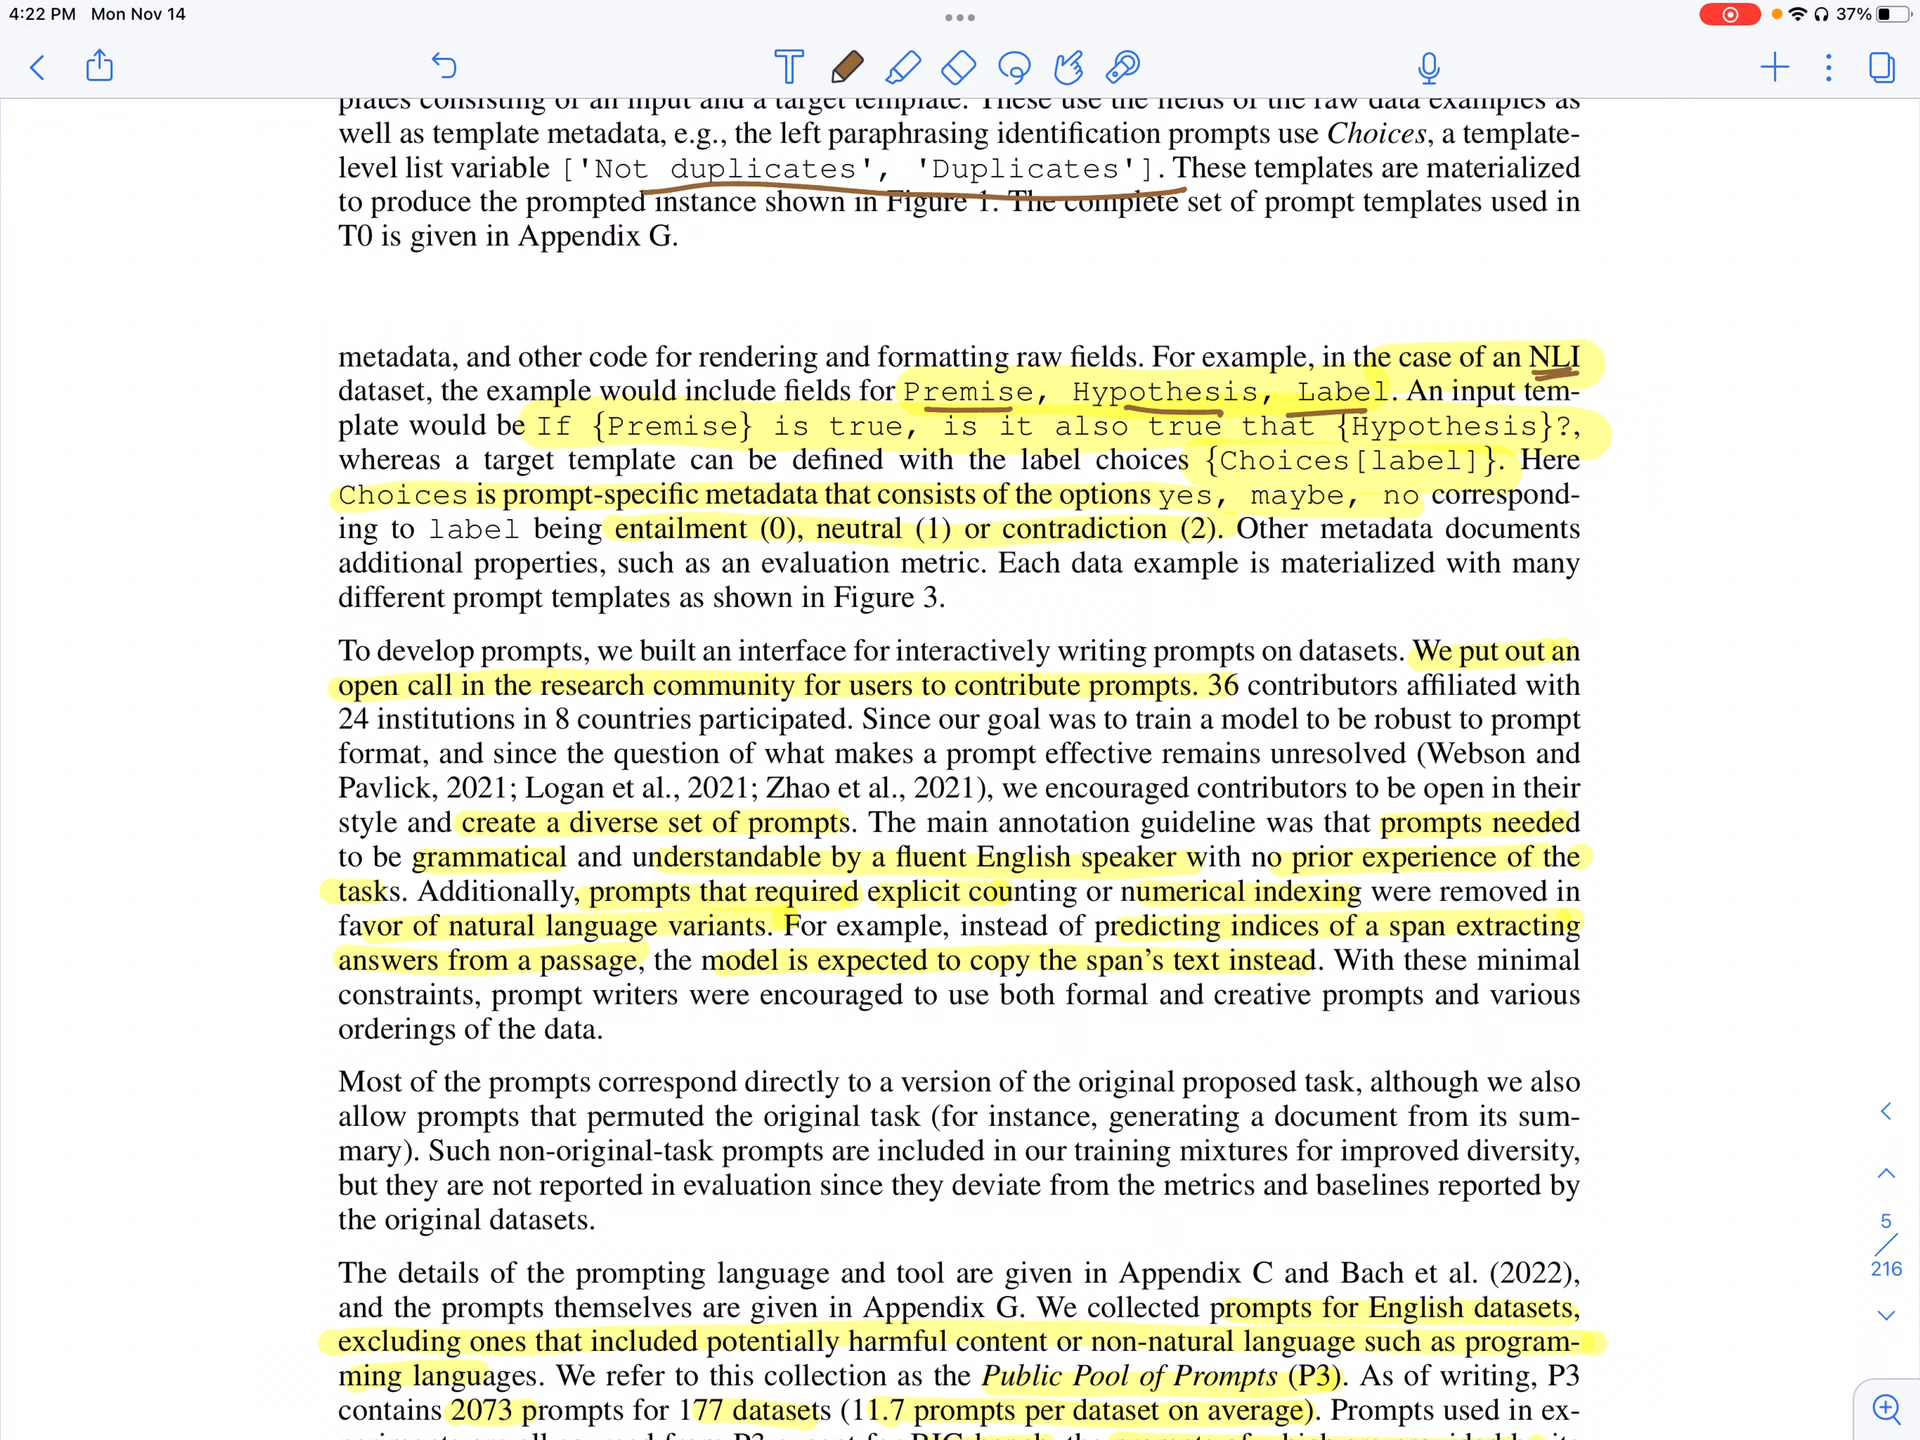 4:22 PM Mon Nov 14
37%
plates consisting of an input and a target template. These use the fields of the raw data examples as
well as template metadata, e.g., the left paraphrasing identification prompts use Choices, a template-
level list variable ['Not duplicates', 'Duplicates']. These templates are materialized
to produce the prompted instance shown in Figure 1. The complete set of prompt templates used in
T0 is given in Appendix G.
metadata, and other code for rendering and formatting raw fields. For example, in the case of an NLI
dataset, the example would include fields for Premise, Hypothesis, Label. An input tem-
plate would be If {Premise} is true, is it also true that {Hypothesis}?,
whereas a target template can be defined with the label choices {Choices[label]}. Here
Choices is prompt-specific metadata that consists of the options yes, maybe, no correspond-
ing to label being entailment (0), neutral (1) or contradiction (2). Other metadata documents
additional properties, such as an evaluation metric. Each data example is materialized with many
different prompt templates as shown in Figure 3.
To develop prompts, we built an interface for interactively writing prompts on datasets. We put out an
open call in the research community for users to contribute prompts. 36 contributors affiliated with
24 institutions in 8 countries participated. Since our goal was to train a model to be robust to prompt
format, and since the question of what makes a prompt effective remains unresolved (Webson and
Pavlick, 2021; Logan et al., 2021; Zhao et al., 2021), we encouraged contributors to be open in their
style and create a diverse set of prompts. The main annotation guideline was that prompts needed
to be grammatical and understandable by a fluent English speaker with no prior experience of the
tasks. Additionally, prompts that required explicit counting or numerical indexing were removed in
favor of natural language variants. For example, instead of predicting indices of a span extracting
answers from a passage, the model is expected to copy the span's text instead. With these minimal
constraints, prompt writers were encouraged to use both formal and creative prompts and various
orderings of the data.
Most of the prompts correspond directly to a version of the original proposed task, although we also
allow prompts that permuted the original task (for instance, generating a document from its sum-
mary). Such non-original-task prompts are included in our training mixtures for improved diversity,
but they are not reported in evaluation since they deviate from the metrics and baselines reported by
the original datasets.
The details of the prompting language and tool are given in Appendix C and Bach et al. (2022),
and the prompts themselves are given in Appendix G. We collected prompts for English datasets,
excluding ones that included potentially harmful content or non-natural language such as program-
ming languages. We refer to this collection as the Public Pool of Prompts (P3). As of writing, P3
contains 2073 prompts for 177 datasets (11.7 prompts per dataset on average). Prompts used in ex-
5
216